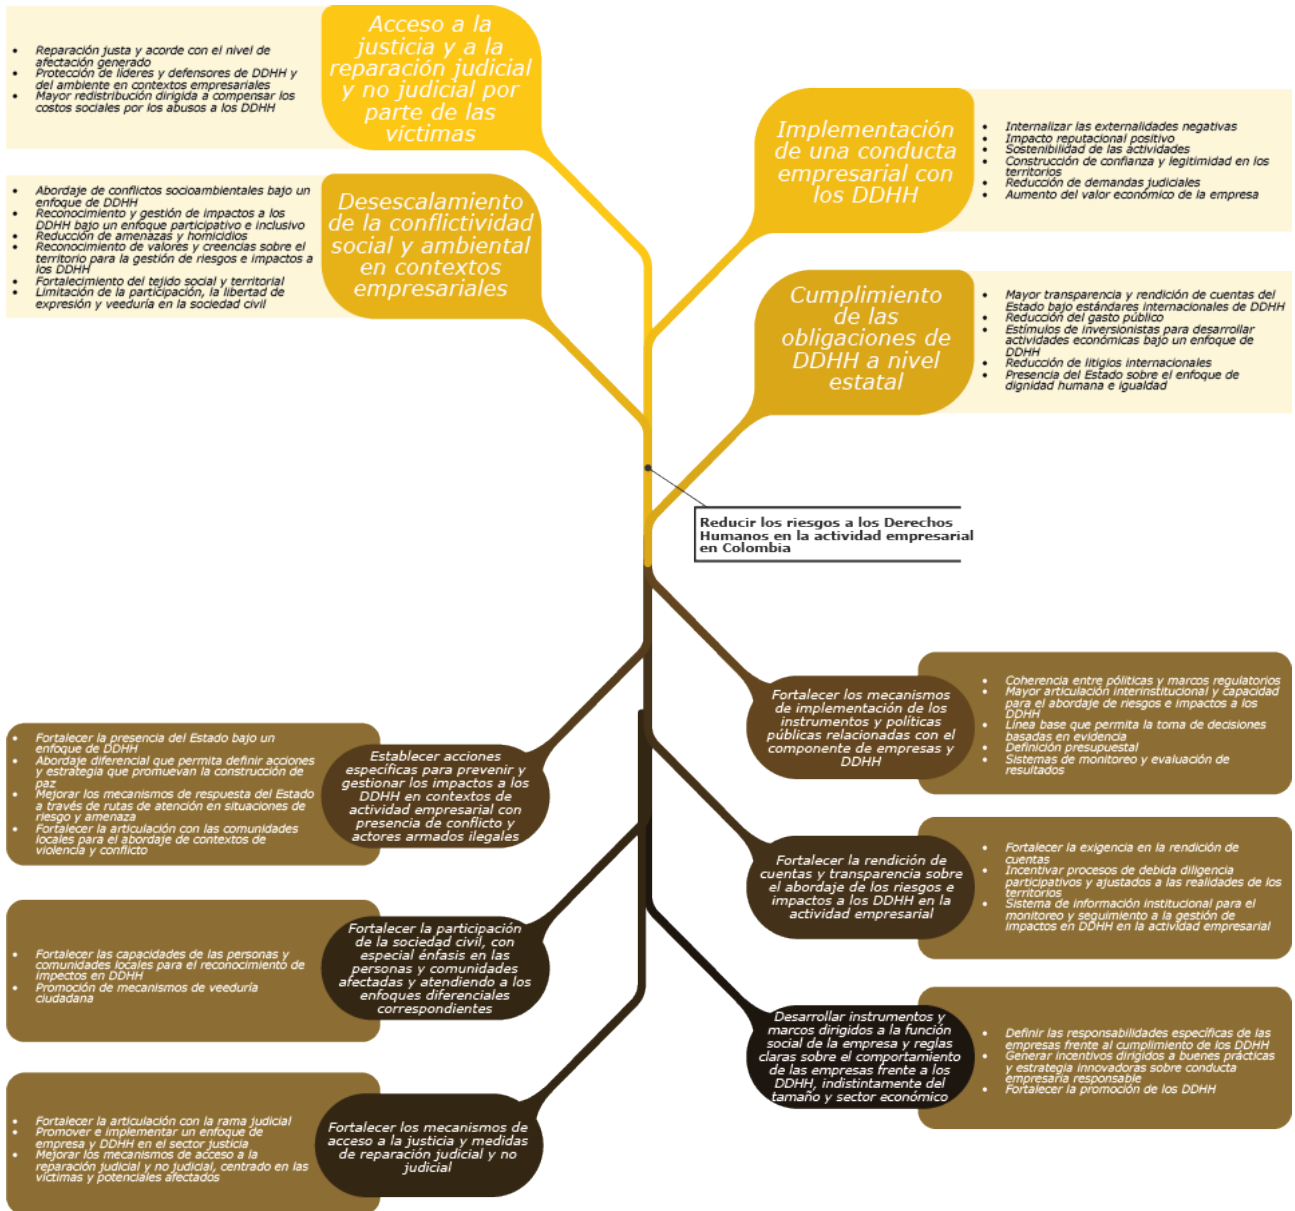 Acceso a la
justicia y a la
reparación judicial
y no judicial por
parte de las
víctimas
• Reparación justa y acorde con el nivel de
afectación generado
• Protección de líderes y defensores de DDHH y
del ambiente en contextos empresariales
• Mayor redistribución dirigida a compensar los
costos sociales por los abusos a los DDHH
Implementación
de una conducta
empresarial con
los DDHH
• Internalizar las externalidades negativas
• Impacto reputacional positivo
• Sostenibilidad de las actividades
• Construcción de confianza y legitimidad en los
territorios
• Reducción de demandas judiciales
• Aumento del valor económico de la empresa
Desescalamiento
de la conflictividad
social y ambiental
en contextos
empresariales
• Abordaje de conflictos socioambientales bajo un
enfoque de DDHH
• Reconocimiento y gestión de impactos a los
DDHH bajo un enfoque participativo e inclusivo
• Reducción de amenazas y homicidios
• Reconocimiento de valores y creencias sobre el
territorio para la gestión de riesgos e impactos a
los DDHH
• Fortalecimiento del tejido social y territorial
• Limitación de la participación, la libertad de
expresión y veeduría en la sociedad civil
Cumplimiento
de las
obligaciones de
DDHH a nivel
estatal
• Mayor transparencia y rendición de cuentas del
Estado bajo estándares internacionales de DDHH
• Reducción del gasto público
• Estímulos de inversionistas para desarrollar
actividades económicas bajo un enfoque de
DDHH
• Reducción de litigios internacionales
• Presencia del Estado sobre el enfoque de
dignidad humana e igualdad
Reducir los riesgos a los Derechos
Humanos en la actividad empresarial
en Colombia
Fortalecer los mecanismos
de implementación de los
instrumentos y políticas
públicas relacionadas con el
componente de empresas y
DDHH
• Coherencia entre póliticas y marcos regulatorios
• Mayor articulación interinstitucional y capacidad
para el abordaje de riesgos e impactos a los
DDHH
• Línea base que permita la toma de decisiones
basadas en evidencia
• Definición presupuestal
• Sistemas de monitoreo y evaluación de
resultados
Establecer acciones
específicas para prevenir y
gestionar los impactos a los
DDHH en contextos de
actividad empresarial con
presencia de conflicto y
actores armados ilegales
• Fortalecer la presencia del Estado bajo un
enfoque de DDHH
• Abordaje diferencial que permita definir acciones
y estrategia que promuevan la construcción de
paz
• Mejorar los mecanismos de respuesta del Estado
a través de rutas de atención en situaciones de
riesgo y amenaza
• Fortalecer la articulación con las comunidades
locales para el abordaje de contextos de
violencia y conflicto
Fortalecer la rendición de
cuentas y transparencia sobre
el abordaje de los riesgos e
impactos a los DDHH en la
actividad empresarial
• Fortalecer la exigencia en la rendición de
cuentas
• Incentivar procesos de debida diligencia
participativos y ajustados a las realidades de los
territorios
• Sistema de información institucional para el
monitoreo y seguimiento a la gestión de
impactos en DDHH en la actividad empresarial
Fortalecer la participación
de la sociedad civil, con
especial énfasis en las
personas y comunidades
afectadas y atendiendo a los
enfoques diferenciales
correspondientes
• Fortalecer las capacidades de las personas y
comunidades locales para el reconocimiento de
impectos en DDHH
• Promoción de mecanismos de veeduría
ciudadana
Desarrollar instrumentos y
marcos dirigidos a la función
social de la empresa y reglas
claras sobre el comportamiento
de las empresas frente a los
DDHH, indistintamente del
tamaño y sector económico
• Definir las responsabilidades específicas de las
empresas frente al cumplimiento de los DDHH
• Generar incentivos dirigidos a buenes prácticas
y estrategia innovadoras sobre conducta
empresaria responsable
• Fortalecer la promoción de los DDHH
Fortalecer los mecanismos de
acceso a la justicia y medidas
de reparación judicial y no
judicial
• Fortalecer la articulación con la rama judicial
• Promover e implementar un enfoque de
empresa y DDHH en el sector justicia
• Mejorar los mecanismos de acceso a la
reparación judicial y no judicial, centrado en las
víctimas y potenciales afectados